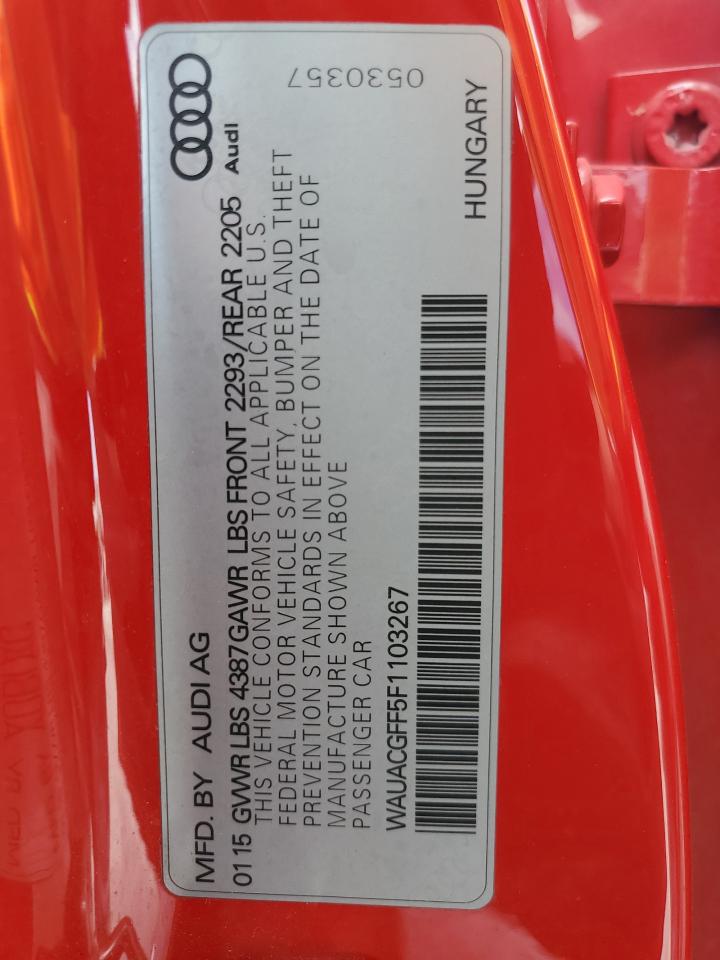 MFD. BY AUDI AG
0115 GVWR LBS 4387 GAWR LBS FRONT 2293/REAR 2205
Audi
THIS VEHICLE CONFORMS TO ALL APPLICABLE U.S.
FEDERAL MOTOR VEHICLE SAFETY, BUMPER AND THEFT
PREVENTION STANDARDS IN EFFECT ON THE DATE OF
MANUFACTURE SHOWN ABOVE
PASSENGER CAR
0530357
WAUACGFF5F1103267
HUNGARY